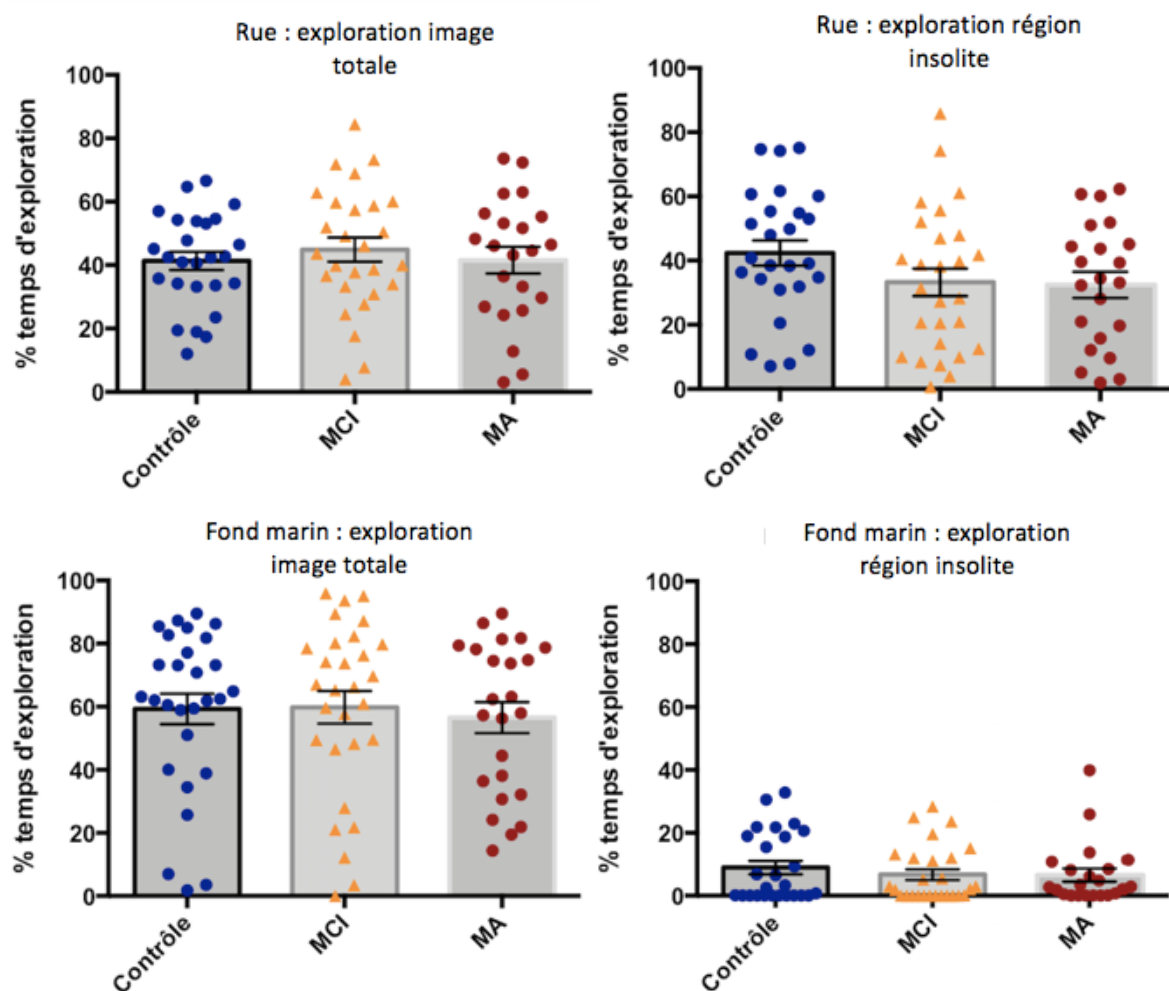 Rue : exploration image
totale
% temps d'exploration
100
80
60
40
20
0
Contrôle
MCI
MA
Rue : exploration région
insolite
% temps d'exploration
100
80
60
40
20
0
Contrôle
MCI
MA
Fond marin : exploration
image totale
% temps d'exploration
100
80
60
40
20
0
Contrôle
MCI
MA
Fond marin : exploration
région insolite
% temps d'exploration
100
80
60
40
20
0
Contrôle
MCI
MA